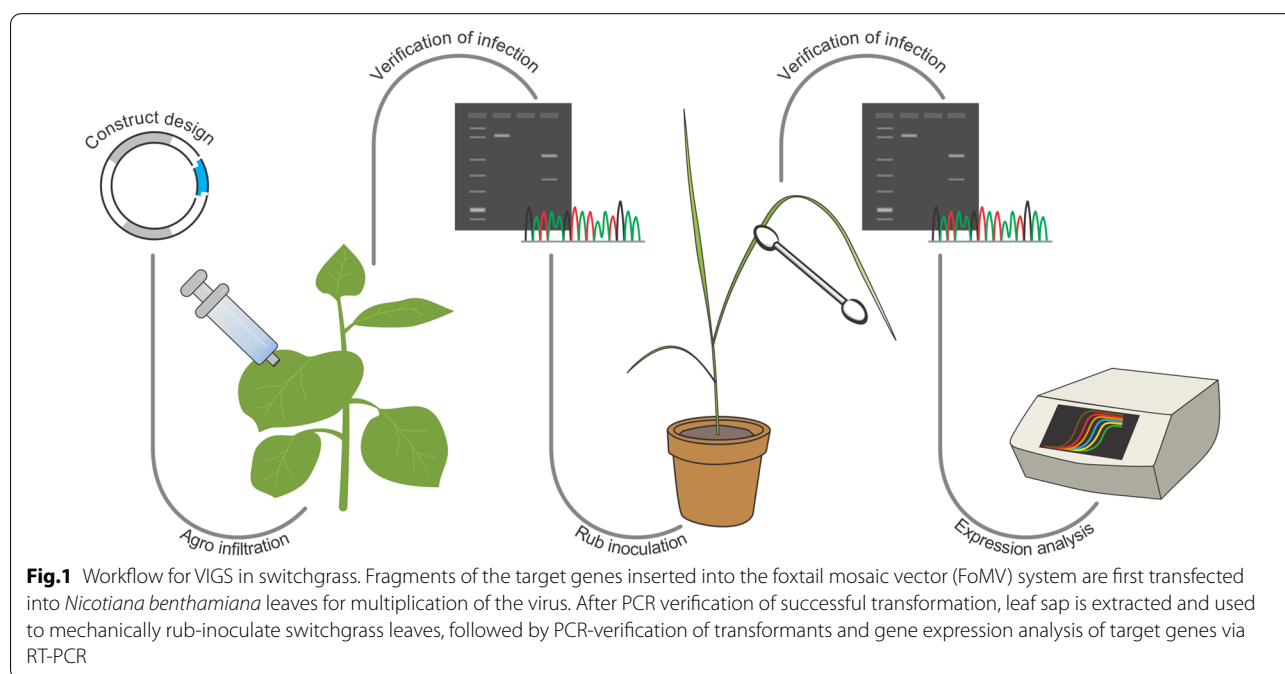 Construct design
Agro infiltration
Verification of infection
Rub inoculation
Verification of infection
Expression analysis
Fig.1 Workflow for VIGS in switchgrass. Fragments of the target genes inserted into the foxtail mosaic vector (FoMV) system are first transfected
into Nicotiana benthamiana leaves for multiplication of the virus. After PCR verification of successful transformation, leaf sap is extracted and used
to mechanically rub-inoculate switchgrass leaves, followed by PCR-verification of transformants and gene expression analysis of target genes via
RT-PCR